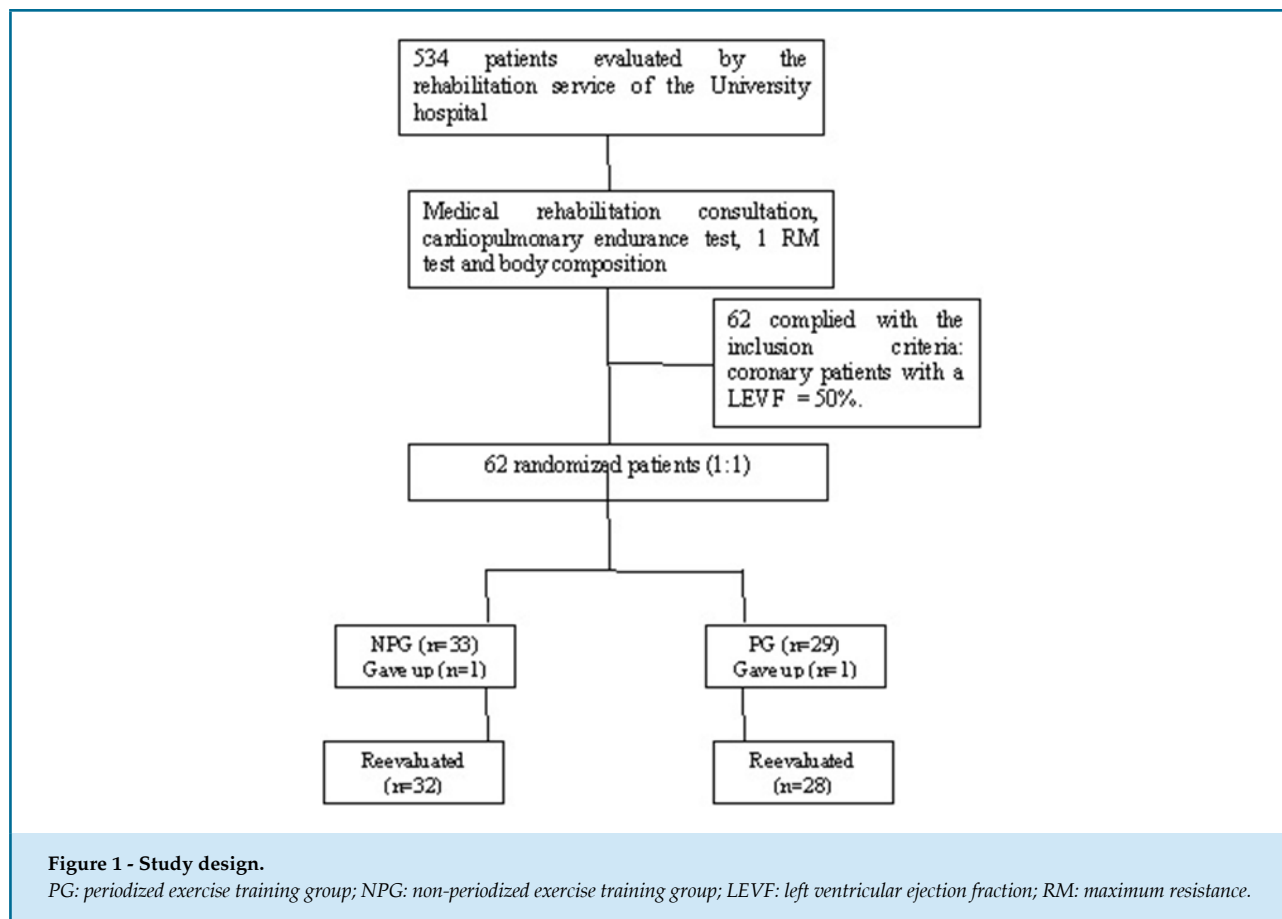 534 patients evaluated by the
rehabilitation service of the University
hospital
Medical rehabilitation consultation,
cardiopulmonary endurance test, 1 RM
test and body composition
62 complied with the
inclusion criteria:
coronary patients with a
LEVF = 50%.
62 randomized patients (1:1)
NPG (n=33)
Gave up (n=1)
PG (n=29)
Gave up (n=1)
Reevaluated
(n=32)
Reevaluated
(n=28)
Figure 1 - Study design.
PG: periodized exercise training group; NPG: non-periodized exercise training group; LEVF: left ventricular ejection fraction; RM: maximum resistance.